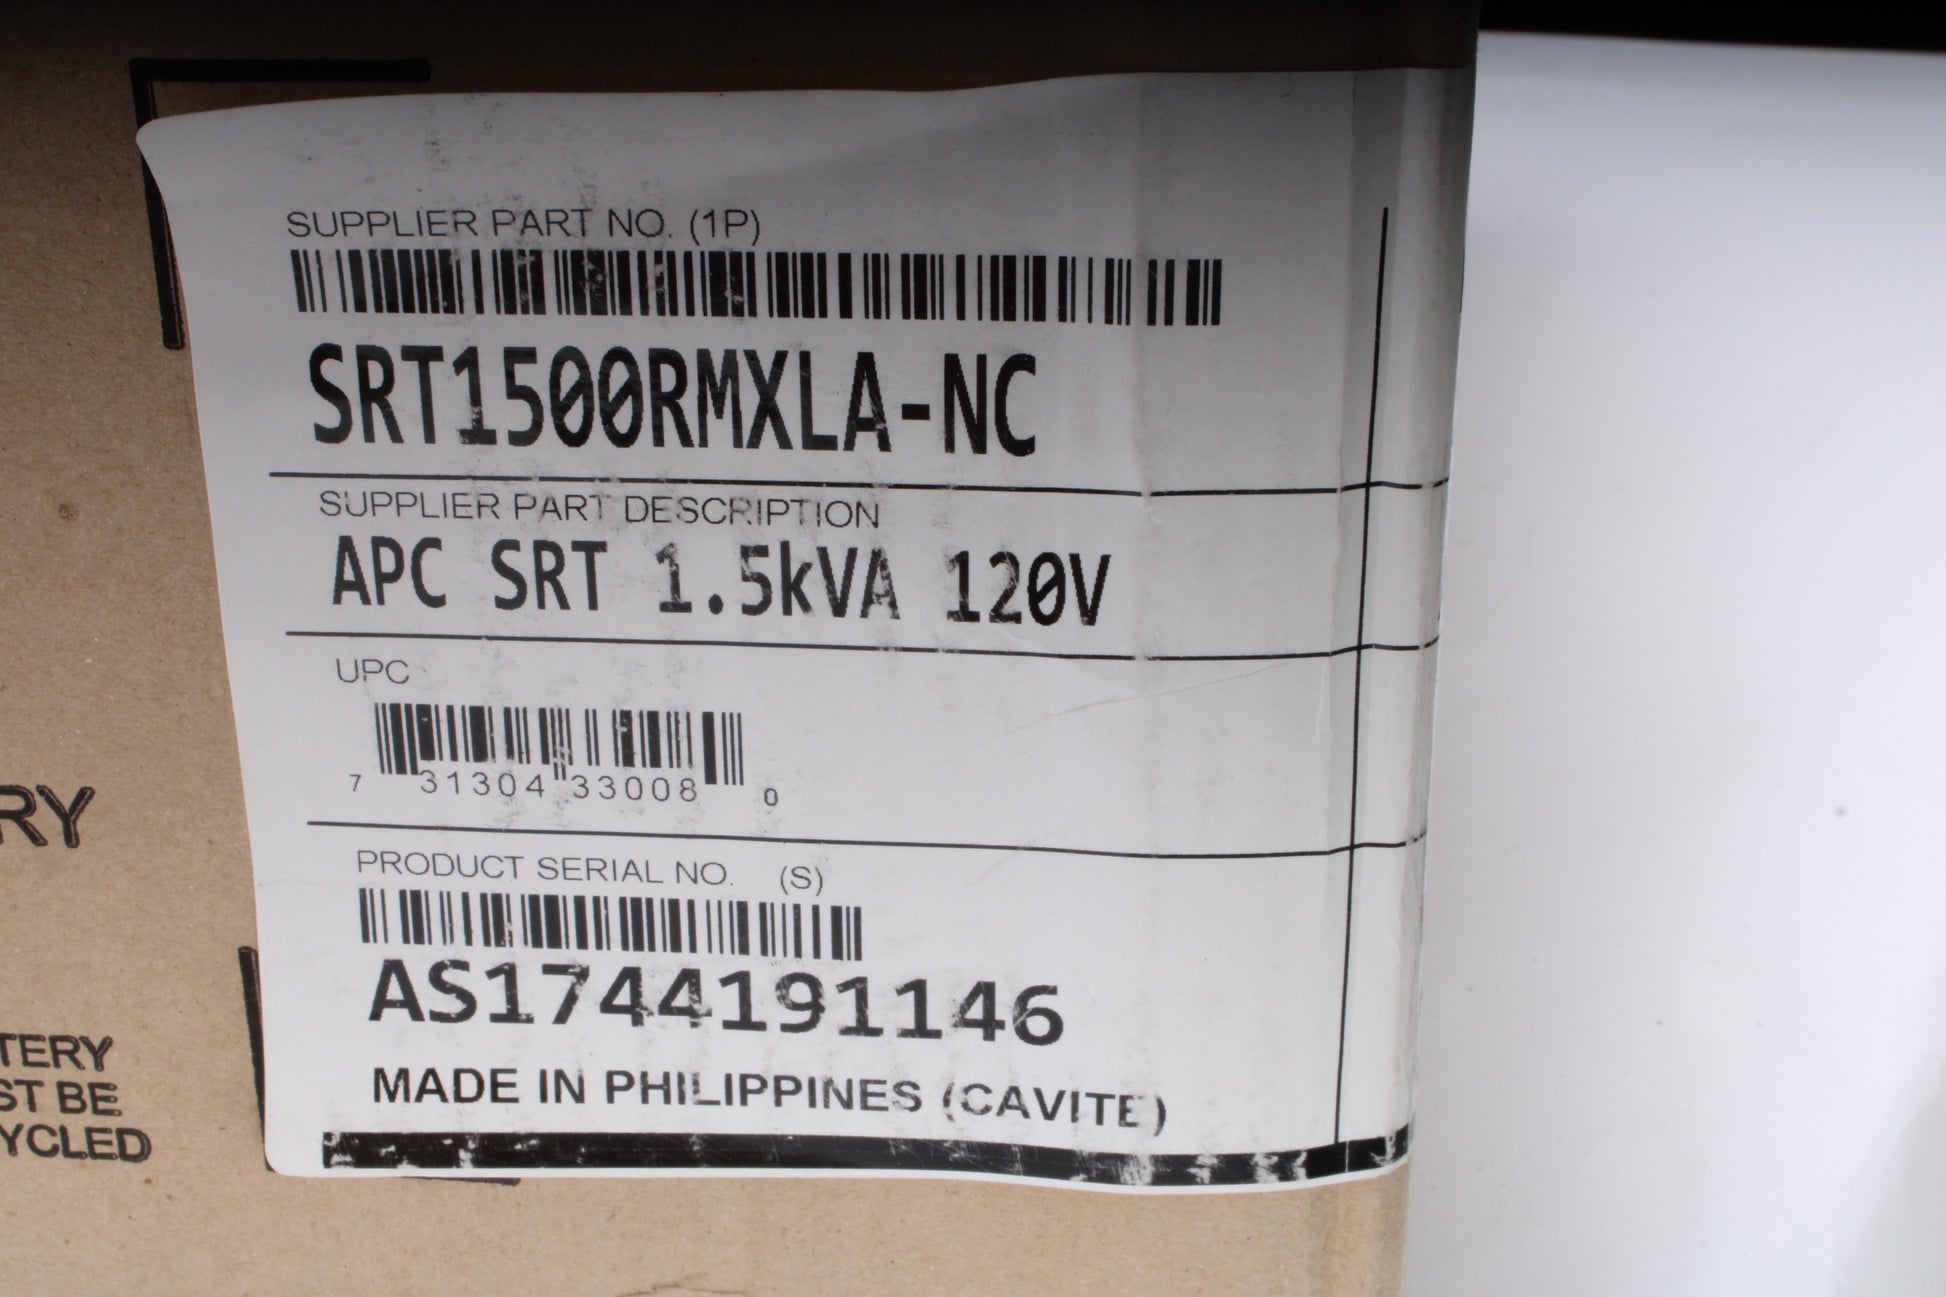 SUPPLIER PART NO. (1P)
SRT1500RMXLA-NC
SUPPLIER PART DESCRIPTION
APC SRT 1.5kVA 120V
UPC
7 31304 33008 0
PRODUCT SERIAL NO. (S)
AS1744191146
MADE IN PHILIPPINES (CAVITE)
RY
TERY
ST BE
YCLED